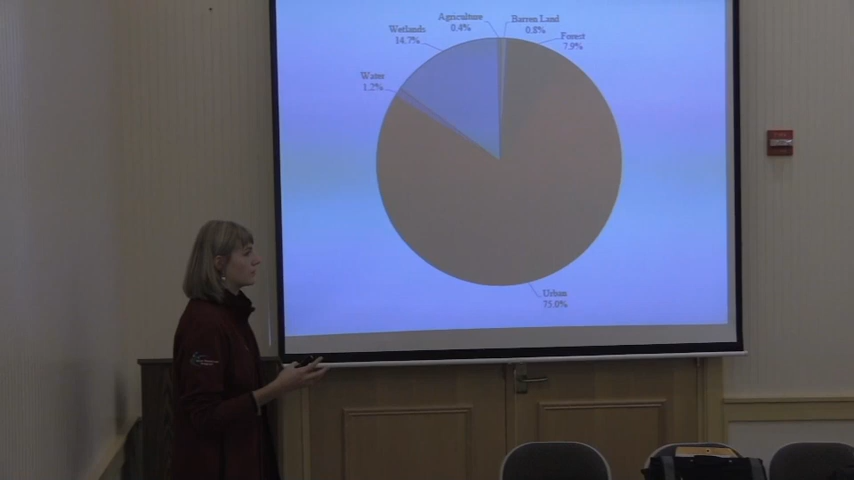 Agriculture
0.4%
Barren Land
0.8%
Wetlands
14.7%
Forest
7.9%
Water
1.2%
Urban
75.0%